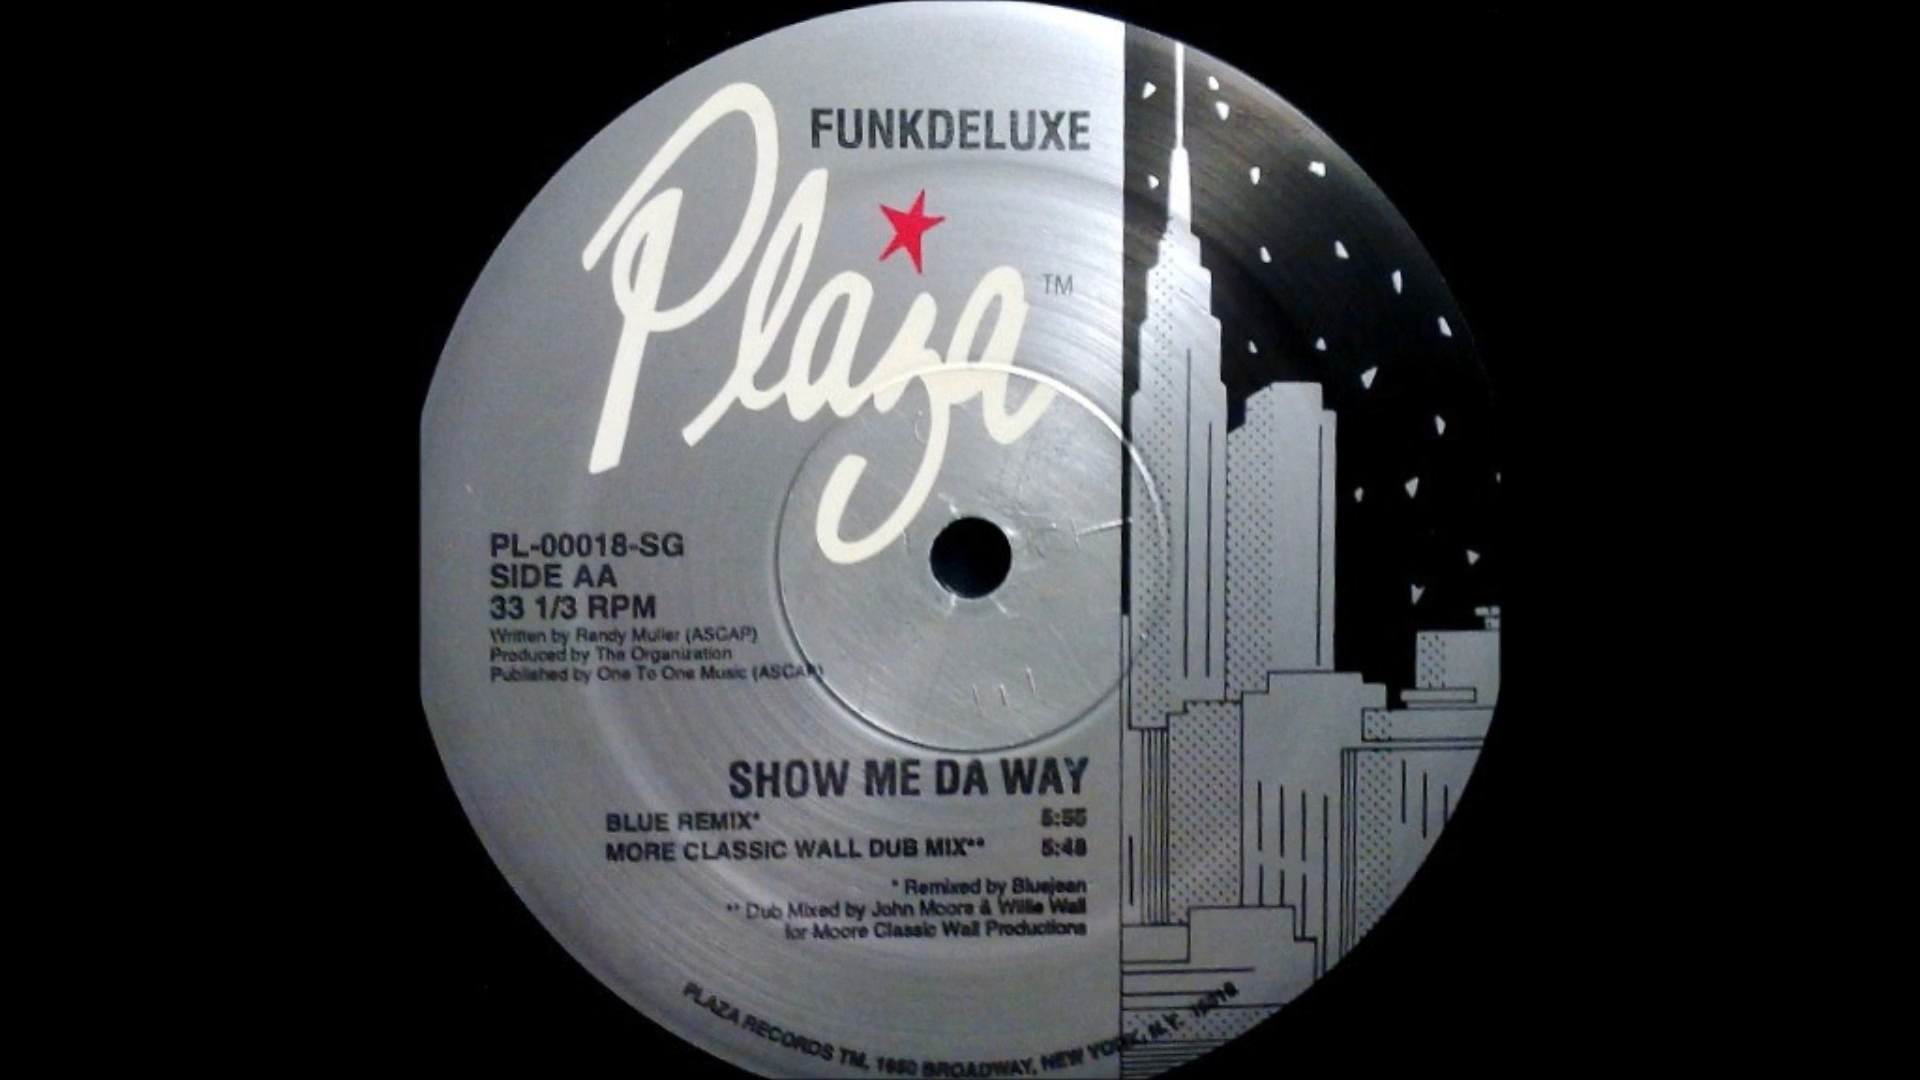 FUNKDELUXE
Plaza
TM
PL-00018-SG
SIDE AA
33 1/3 RPM
Written by Randy Muller (ASCAP)
Produced by The Organization
Published by One To One Music (ASCAP)
SHOW ME DA WAY
BLUE REMIX* 5:55
MORE CLASSIC WALL DUB MIX** 5:48
* Remixed by Bluejean
** Dub Mixed by John Moore & Willie Wall
for Moore Classic Wall Productions
PLAZA RECORDS TM, 1650 BROADWAY, NEW YORK, N.Y.